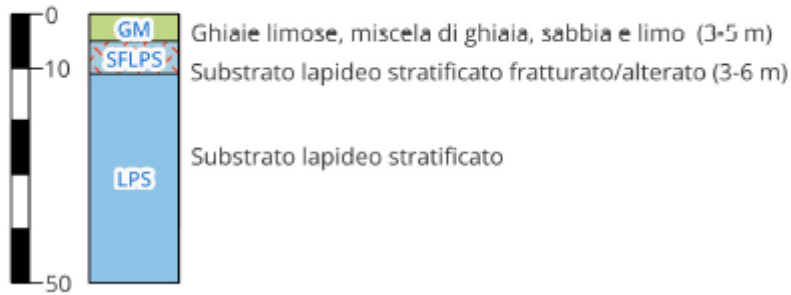 0
GM
Ghiaie limose, miscela di ghiaia, sabbia e limo (3-5 m)
SFLPS
10
Substrato lapideo stratificato fratturato/alterato (3-6 m)
LPS
Substrato lapideo stratificato
50